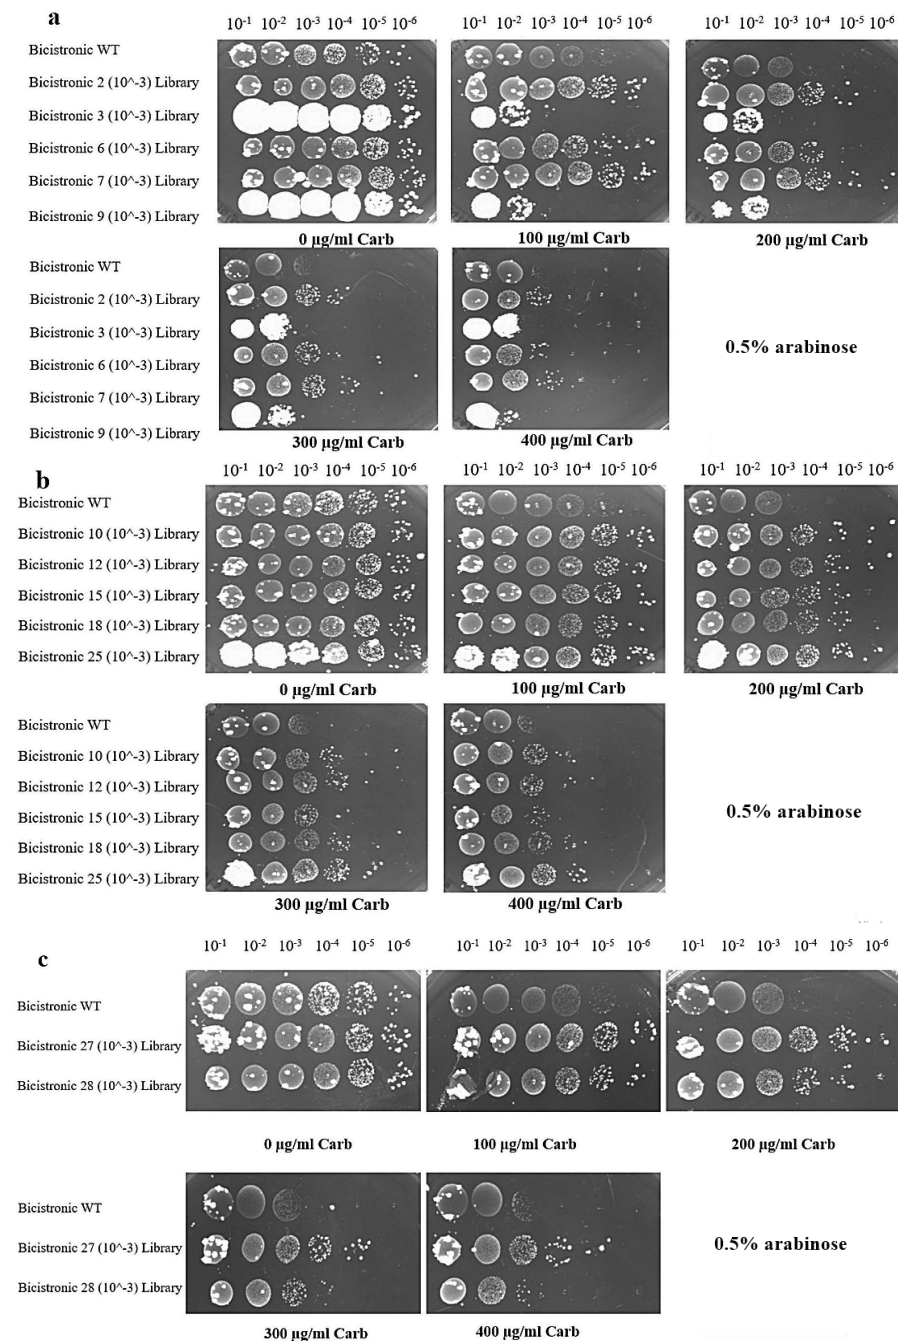 a
10-1 10-2 10-3 10-4 10-5 10-6 10-1 10-2 10-3 10-4 10-5 10-6 10-1 10-2 10-3 10-4 10-5 10-6
Bicistronic WT
Bicistronic 2 (10^-3) Library
Bicistronic 3 (10^-3) Library
Bicistronic 6 (10^-3) Library
Bicistronic 7 (10^-3) Library
Bicistronic 9 (10^-3) Library
0 µg/ml Carb 100 µg/ml Carb 200 µg/ml Carb
Bicistronic WT
Bicistronic 2 (10^-3) Library
Bicistronic 3 (10^-3) Library
Bicistronic 6 (10^-3) Library
Bicistronic 7 (10^-3) Library
Bicistronic 9 (10^-3) Library
0.5% arabinose
300 µg/ml Carb 400 µg/ml Carb
b
10-1 10-2 10-3 10-4 10-5 10-6 10-1 10-2 10-3 10-4 10-5 10-6 10-1 10-2 10-3 10-4 10-5 10-6
Bicistronic WT
Bicistronic 10 (10^-3) Library
Bicistronic 12 (10^-3) Library
Bicistronic 15 (10^-3) Library
Bicistronic 18 (10^-3) Library
Bicistronic 25 (10^-3) Library
0 µg/ml Carb 100 µg/ml Carb 200 µg/ml Carb
Bicistronic WT
Bicistronic 10 (10^-3) Library
Bicistronic 12 (10^-3) Library
Bicistronic 15 (10^-3) Library
Bicistronic 18 (10^-3) Library
Bicistronic 25 (10^-3) Library
0.5% arabinose
300 µg/ml Carb 400 µg/ml Carb
c
10-1 10-2 10-3 10-4 10-5 10-6 10-1 10-2 10-3 10-4 10-5 10-6 10-1 10-2 10-3 10-4 10-5 10-6
Bicistronic WT
Bicistronic 27 (10^-3) Library
Bicistronic 28 (10^-3) Library
0 µg/ml Carb 100 µg/ml Carb 200 µg/ml Carb
Bicistronic WT
Bicistronic 27 (10^-3) Library
Bicistronic 28 (10^-3) Library
0.5% arabinose
300 µg/ml Carb 400 µg/ml Carb